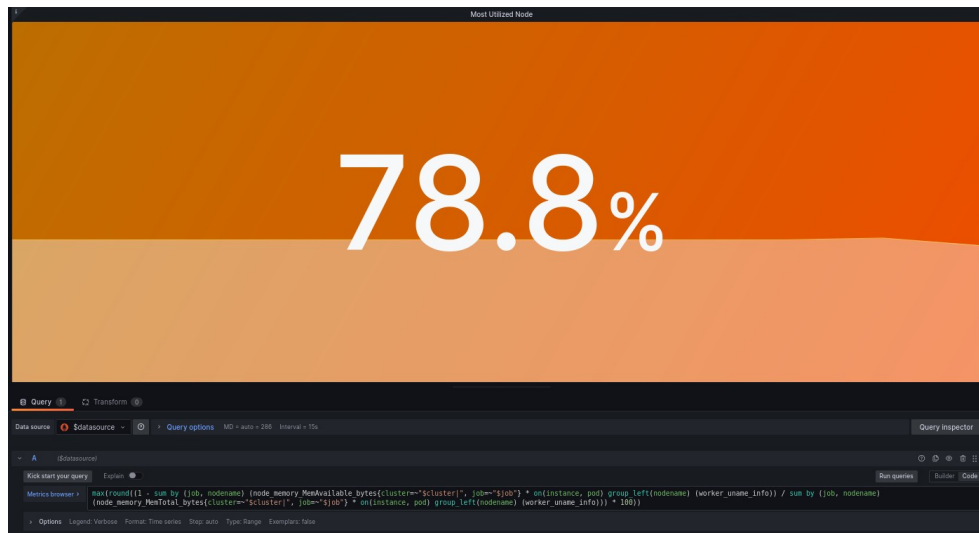 Most Utilized Node
78.8%
Query 1 Transform 0
Data source $datasource Query options MD = auto = 286 Interval = 15s Query inspector
A ($datasource)
Kick start your query Explain Run queries Builder Code
Metrics browser > max(round((1 - sum by (job, nodename) (node_memory_MemAvailable_bytes{cluster=~"$cluster|", job=~"$job"} * on(instance, pod) group_left(nodename) (worker_uname_info)) / sum by (job, nodename)
(node_memory_MemTotal_bytes{cluster=~"$cluster|", job=~"$job"} * on(instance, pod) group_left(nodename) (worker_uname_info))) * 100))
> Options Legend: Verbose Format: Time series Step: auto Type: Range Exemplars: false